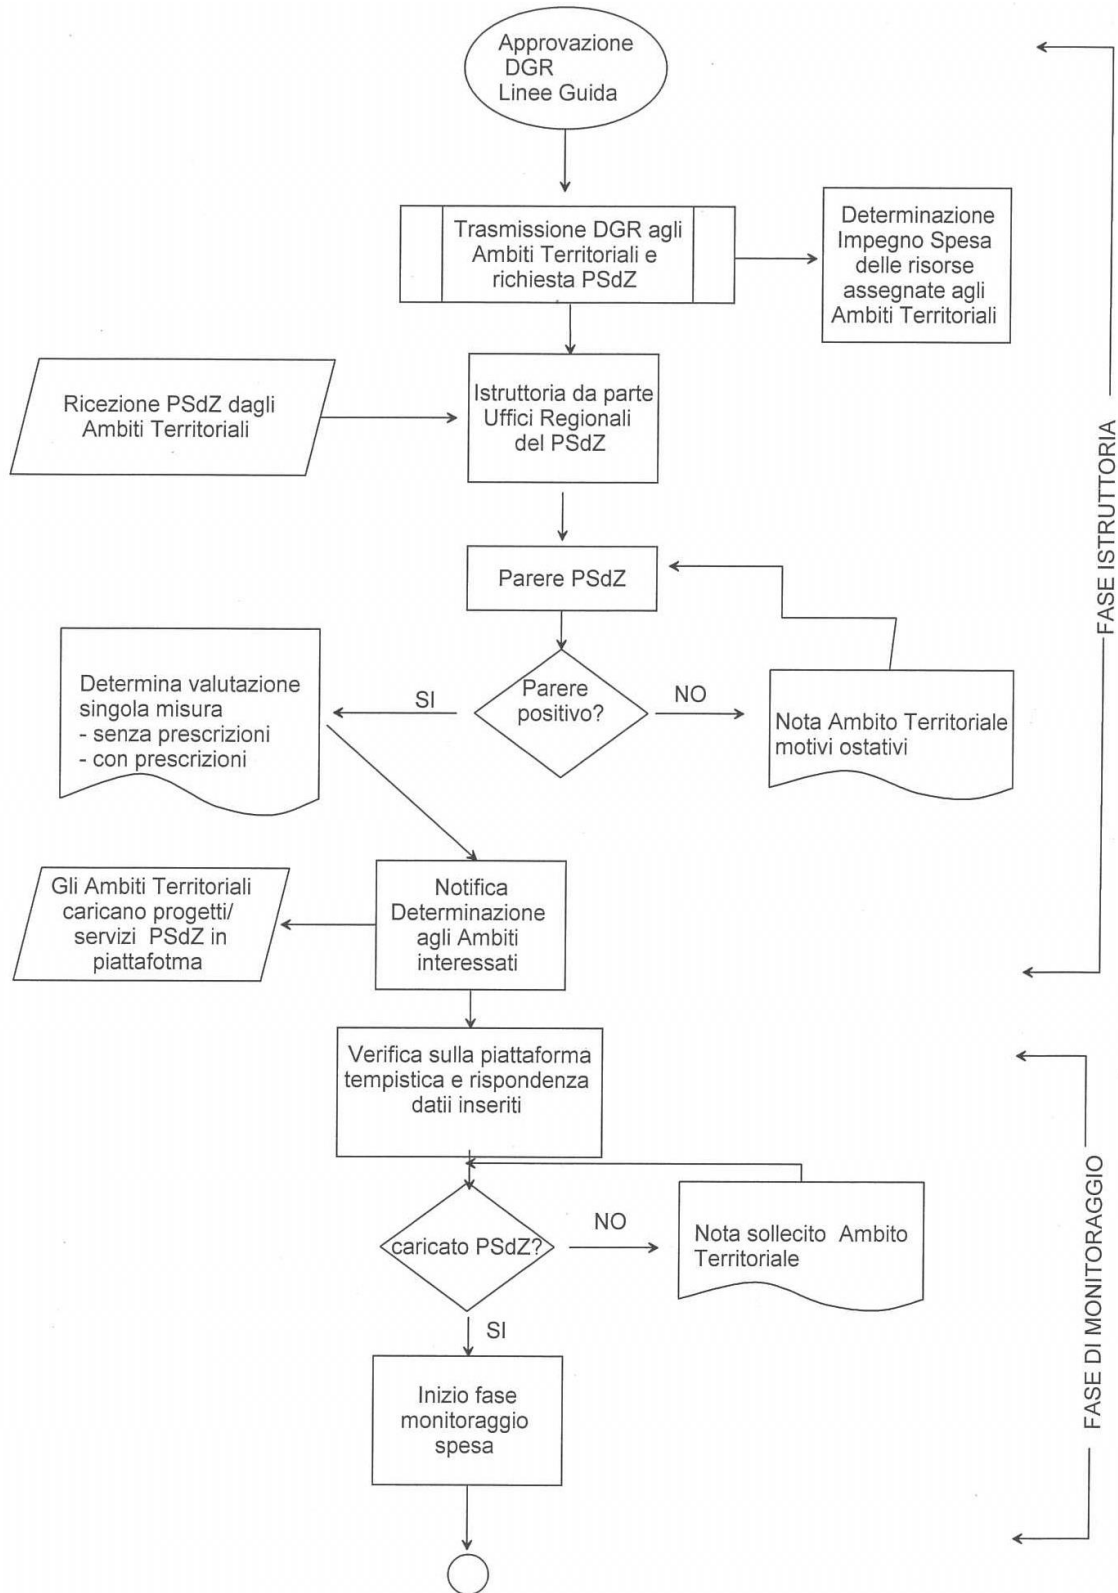 Approvazione
DGR
Linee Guida
Trasmissione DGR agli
Ambiti Territoriali e
richiesta PSdZ
Determinazione
Impegno Spesa
delle risorse
assegnate agli
Ambiti Territoriali
Ricezione PSdZ dagli
Ambiti Territoriali
Istruttoria da parte
Uffici Regionali
del PSdZ
Parere PSdZ
Determina valutazione
singola misura
- senza prescrizioni
- con prescrizioni
SI
Parere
positivo?
NO
Nota Ambito Territoriale
motivi ostativi
Gli Ambiti Territoriali
caricano progetti/
servizi PSdZ in
piattafotma
Notifica
Determinazione
agli Ambiti
interessati
FASE ISTRUTTORIA
Verifica sulla piattaforma
tempistica e rispondenza
datii inseriti
caricato PSdZ?
NO
Nota sollecito Ambito
Territoriale
SI
Inizio fase
monitoraggio
spesa
FASE DI MONITORAGGIO